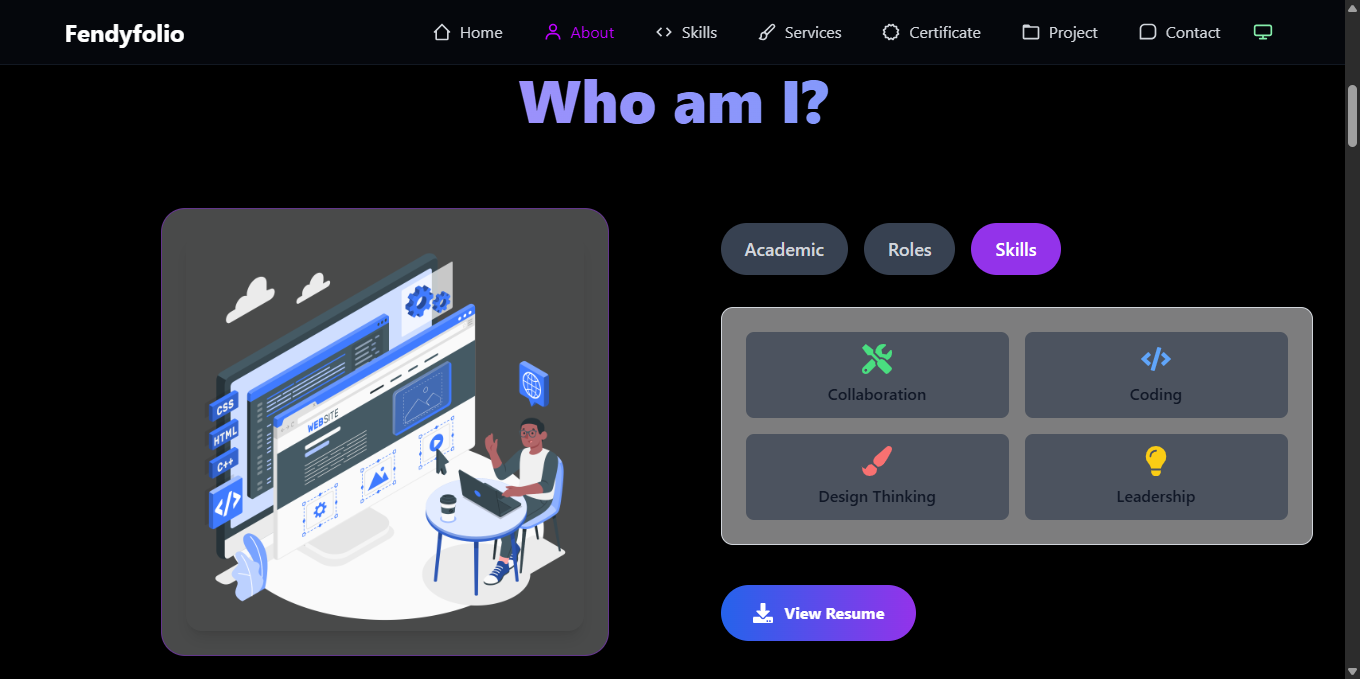 Fendyfolio
Home
About
Skills
Services
Certificate
Project
Contact
Who am I?
CSS
HTML
C++
</>
WEBSITE
Academic
Roles
Skills
Collaboration
Coding
Design Thinking
Leadership
View Resume